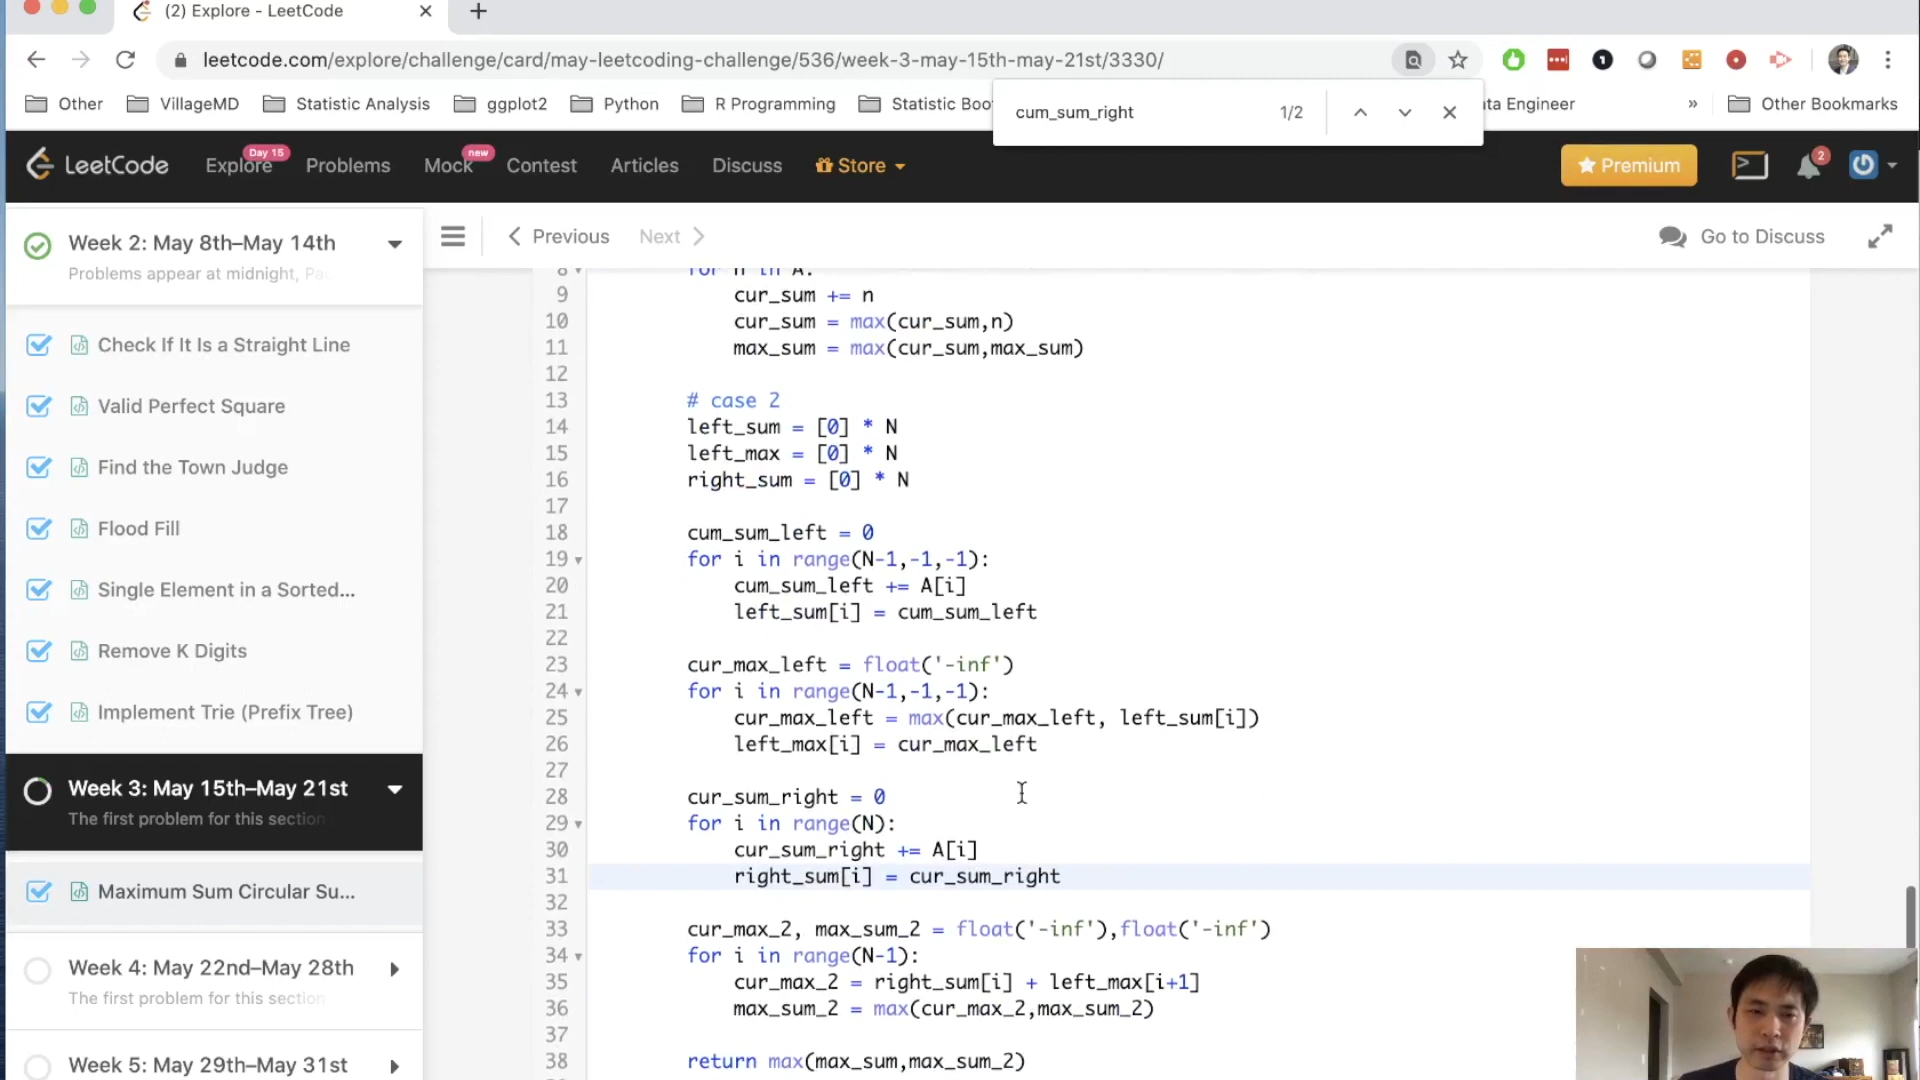 (2) Explore - LeetCode
leetcode.com/explore/challenge/card/may-leetcoding-challenge/536/week-3-may-15th-may-21st/3330/
Other VillageMD Statistic Analysis ggplot2 Python R Programming Statistic Boo ata Engineer » Other Bookmarks
cum_sum_right 1/2
LeetCode Explore Day 15 Problems Mock new Contest Articles Discuss Store Premium 2
Week 2: May 8th–May 14th
Problems appear at midnight, Pa
Previous Next Go to Discuss
Check If It Is a Straight Line
Valid Perfect Square
Find the Town Judge
Flood Fill
Single Element in a Sorted...
Remove K Digits
Implement Trie (Prefix Tree)
Week 3: May 15th–May 21st
The first problem for this section
Maximum Sum Circular Su...
Week 4: May 22nd–May 28th
The first problem for this section
Week 5: May 29th–May 31st
8 for n in A:
9 cur_sum += n
10 cur_sum = max(cur_sum,n)
11 max_sum = max(cur_sum,max_sum)
12
13 # case 2
14 left_sum = [0] * N
15 left_max = [0] * N
16 right_sum = [0] * N
17
18 cum_sum_left = 0
19 for i in range(N-1,-1,-1):
20 cum_sum_left += A[i]
21 left_sum[i] = cum_sum_left
22
23 cur_max_left = float('-inf')
24 for i in range(N-1,-1,-1):
25 cur_max_left = max(cur_max_left, left_sum[i])
26 left_max[i] = cur_max_left
27
28 cur_sum_right = 0
29 for i in range(N):
30 cur_sum_right += A[i]
31 right_sum[i] = cur_sum_right
32
33 cur_max_2, max_sum_2 = float('-inf'),float('-inf')
34 for i in range(N-1):
35 cur_max_2 = right_sum[i] + left_max[i+1]
36 max_sum_2 = max(cur_max_2,max_sum_2)
37
38 return max(max_sum,max_sum_2)